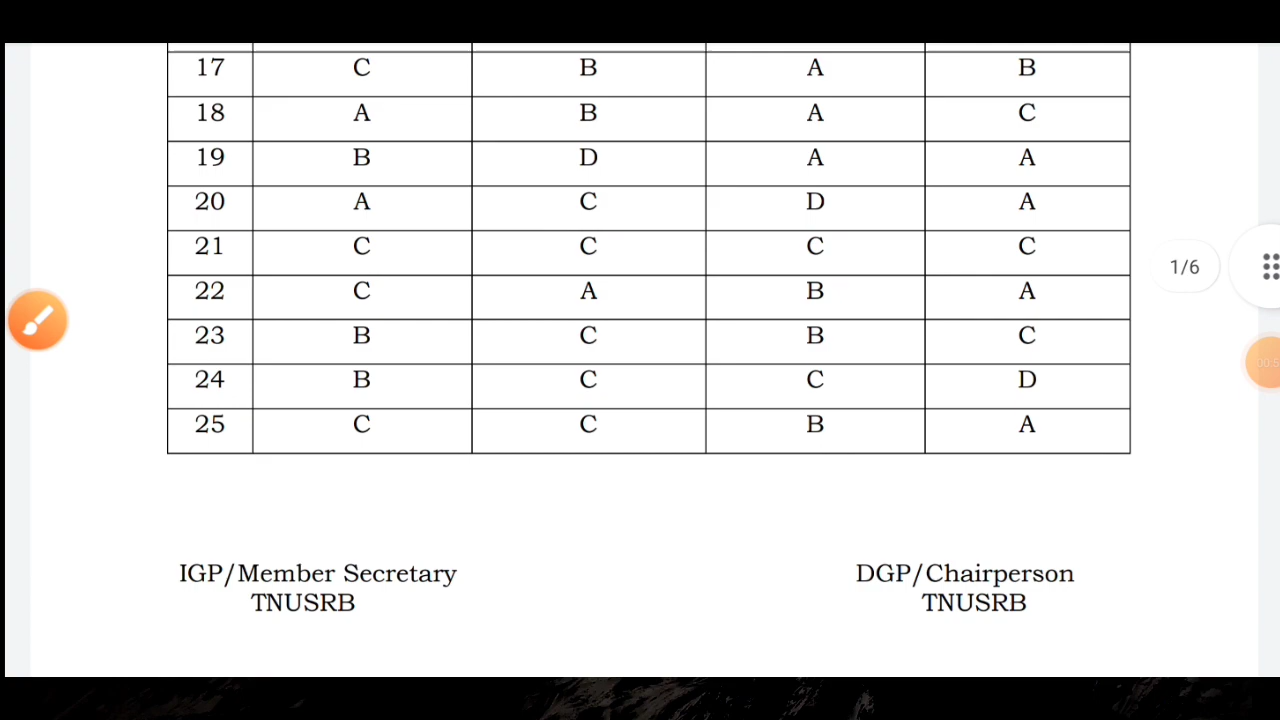 17 C B A B
18 A B A C
19 B D A A
20 A C D A
21 C C C C
22 C A B A
23 B C B C
24 B C C D
25 C C B A
1/6
IGP/Member Secretary DGP/Chairperson
TNUSRB TNUSRB